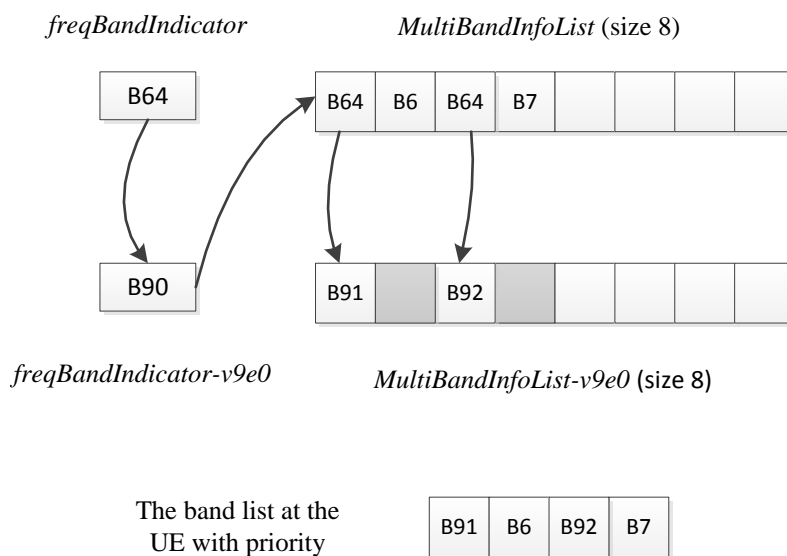 freqBandIndicator MultiBandInfoList (size 8)
B64 B64 B6 B64 B7
B90 B91 B92
freqBandIndicator-v9e0 MultiBandInfoList-v9e0 (size 8)
The band list at the
UE with priority
B91 B6 B92 B7